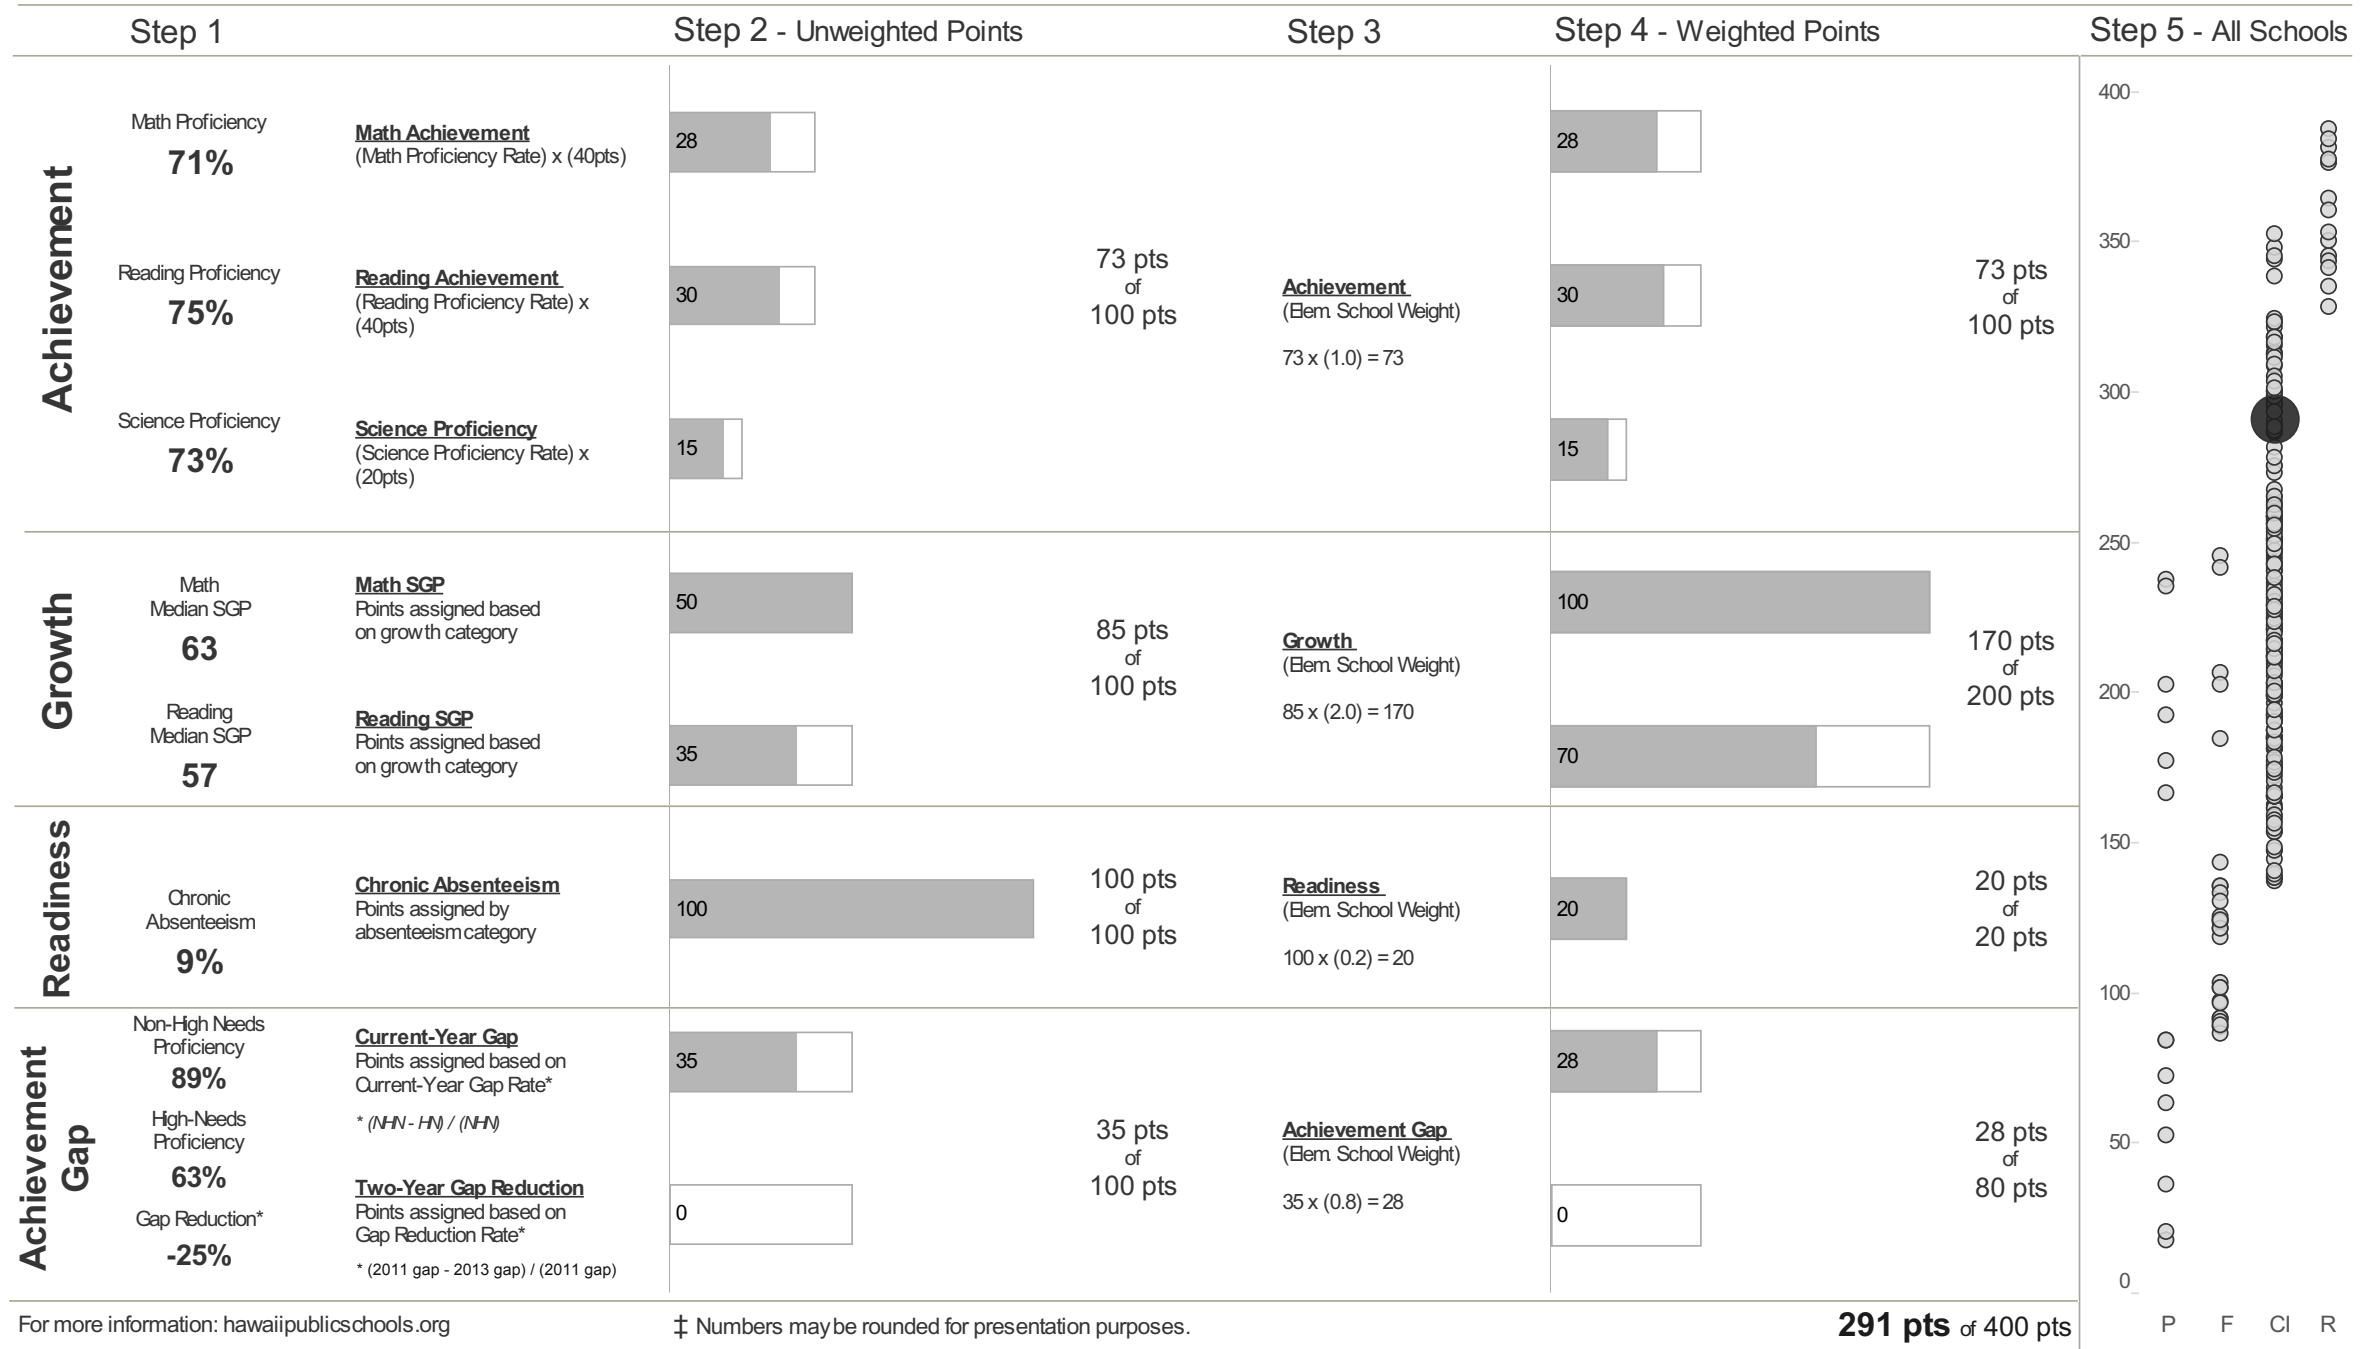 Step 1
Step 2 - Unweighted Points
Step 3
Step 4 - Weighted Points
Step 5 - All Schools
Achievement
Math Proficiency
71%
Math Achievement
(Math Proficiency Rate) x (40pts)
28
28
Reading Proficiency
75%
Reading Achievement
(Reading Proficiency Rate) x
(40pts)
30
73 pts
of
100 pts
Achievement
(Elem. School Weight)
73 x (1.0) = 73
30
73 pts
of
100 pts
Science Proficiency
73%
Science Proficiency
(Science Proficiency Rate) x
(20pts)
15
15
Growth
Math
Median SGP
63
Math SGP
Points assigned based
on growth category
50
85 pts
of
100 pts
Growth
(Elem. School Weight)
85 x (2.0) = 170
100
170 pts
of
200 pts
Reading
Median SGP
57
Reading SGP
Points assigned based
on growth category
35
70
Readiness
Chronic
Absenteeism
9%
Chronic Absenteeism
Points assigned by
absenteeism category
100
100 pts
of
100 pts
Readiness
(Elem. School Weight)
100 x (0.2) = 20
20
20 pts
of
20 pts
Achievement
Gap
Non-High Needs
Proficiency
89%
High-Needs
Proficiency
63%
Gap Reduction*
-25%
Current-Year Gap
Points assigned based on
Current-Year Gap Rate*
* (NHN - HN) / (NHN)
Two-Year Gap Reduction
Points assigned based on
Gap Reduction Rate*
* (2011 gap - 2013 gap) / (2011 gap)
35
0
35 pts
of
100 pts
Achievement Gap
(Elem. School Weight)
35 x (0.8) = 28
28
0
28 pts
of
80 pts
400
350
300
250
200
150
100
50
0
P
F
CI
R
For more information: hawaiipublicschools.org
‡ Numbers may be rounded for presentation purposes.
291 pts of 400 pts